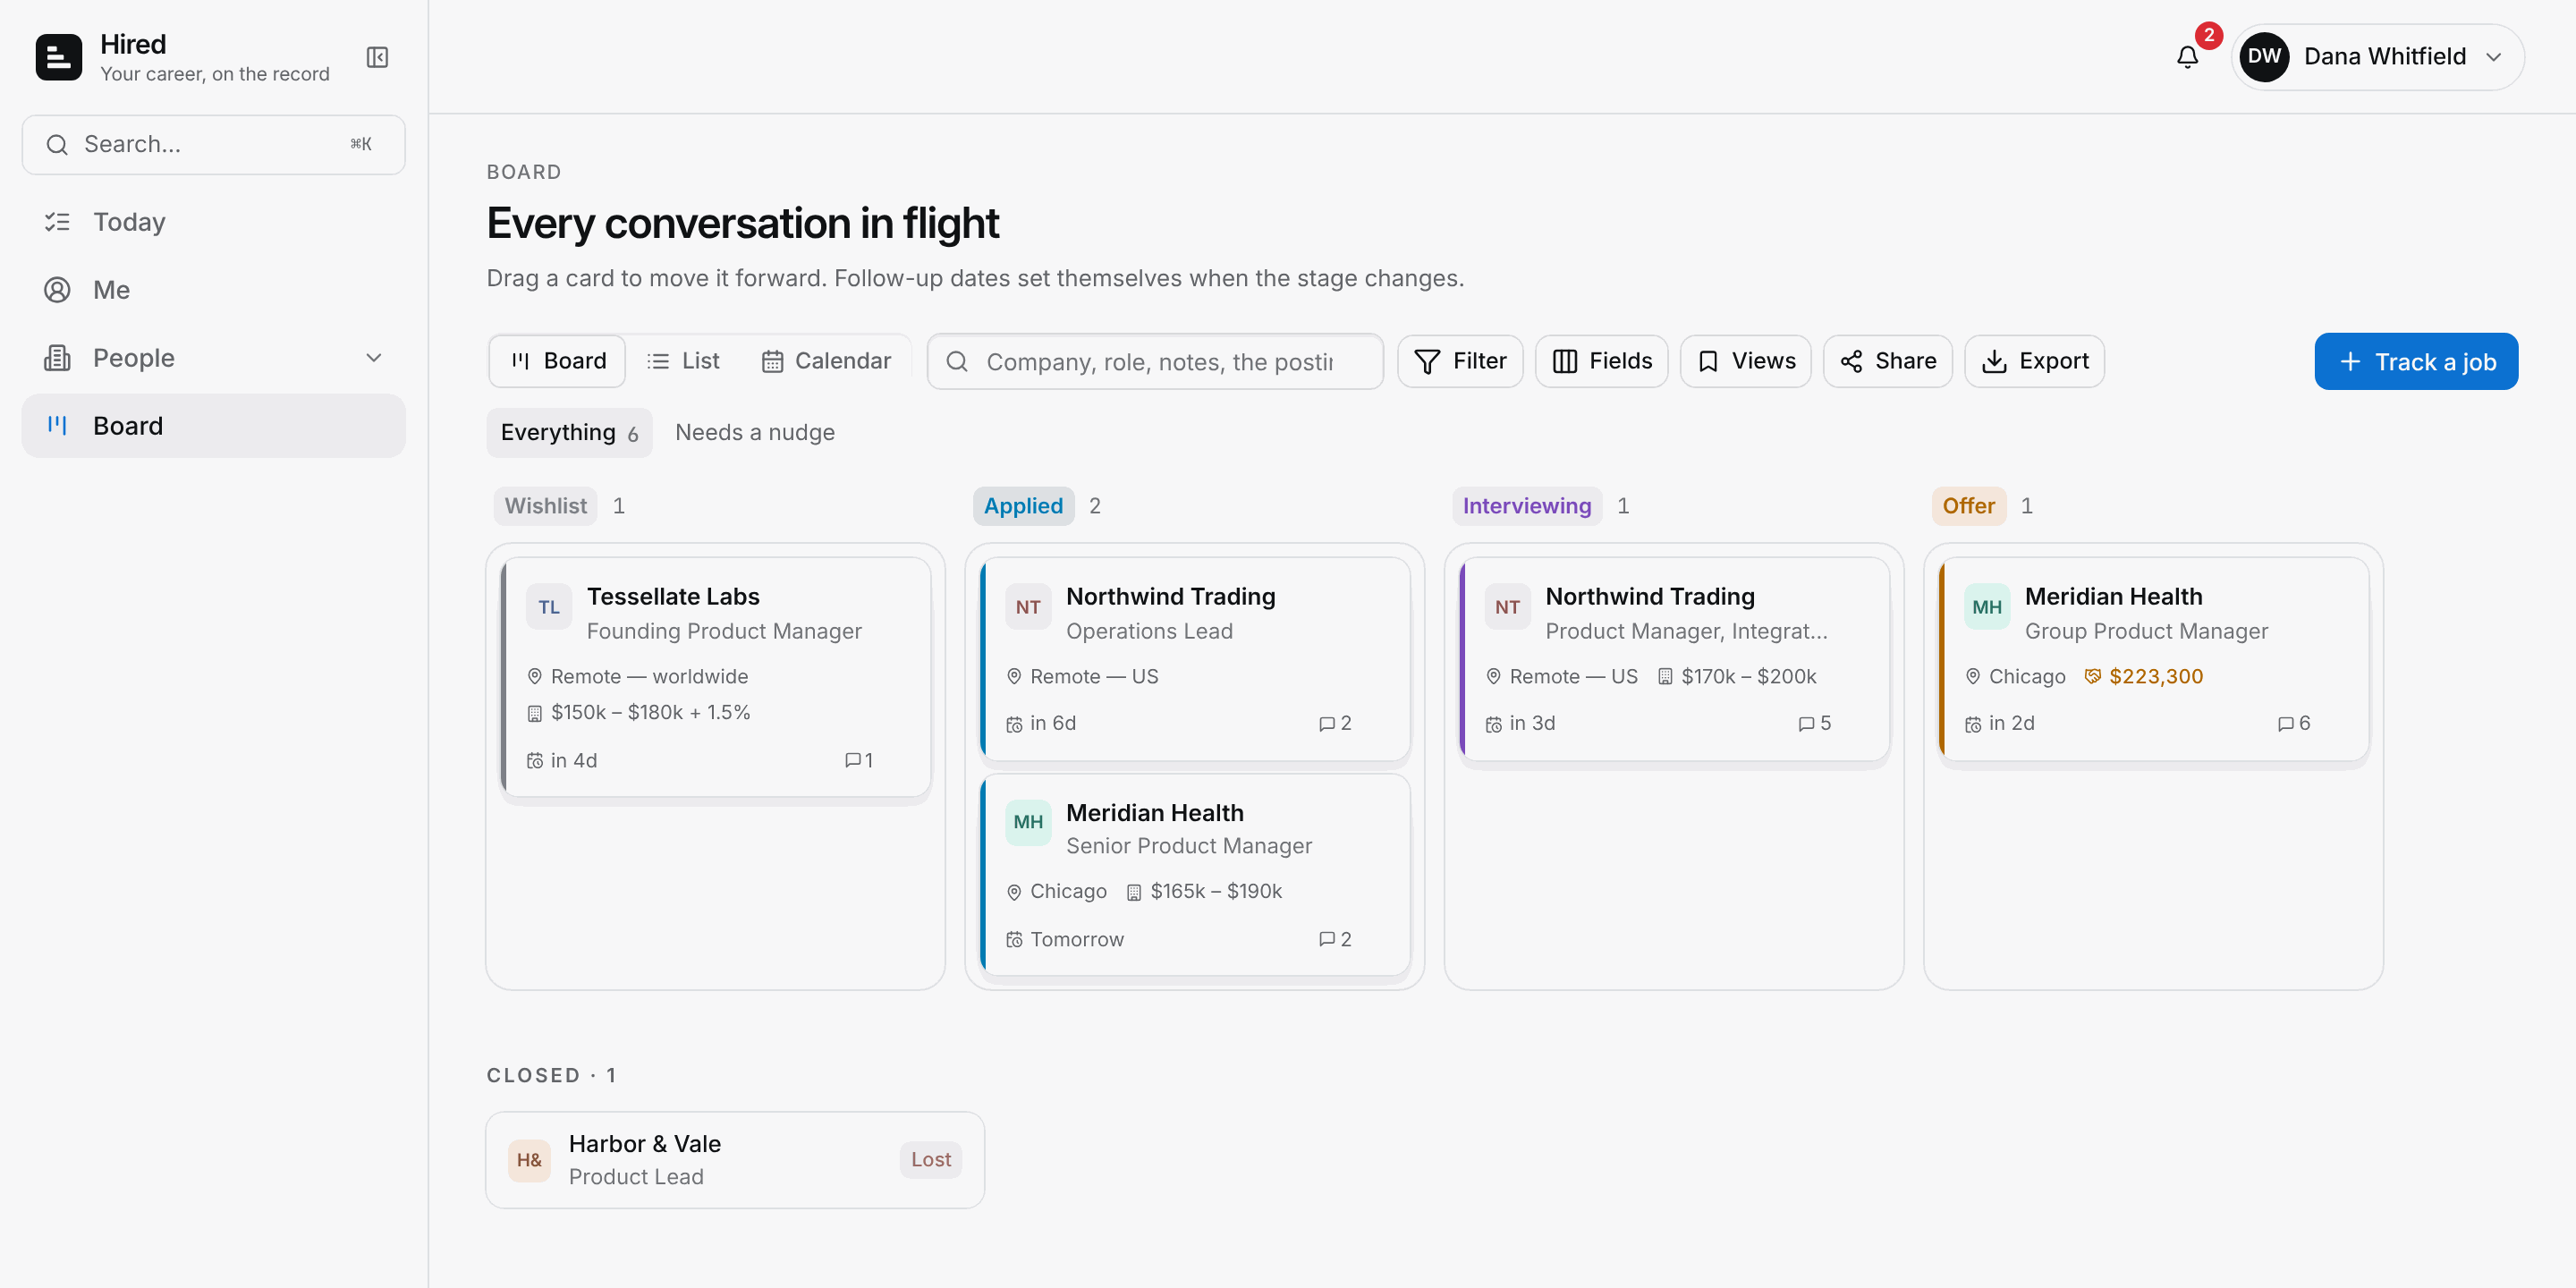 Hired
Your career, on the record
Search...
⌘K
Today
Me
People
Board
2
DW
Dana Whitfield
BOARD
Every conversation in flight
Drag a card to move it forward. Follow-up dates set themselves when the stage changes.
Board
List
Calendar
Company, role, notes, the postin
Filter
Fields
Views
Share
Export
+ Track a job
Everything 6
Needs a nudge
Wishlist 1
TL
Tessellate Labs
Founding Product Manager
Remote — worldwide
$150k – $180k + 1.5%
in 4d
1
Applied 2
NT
Northwind Trading
Operations Lead
Remote — US
in 6d
2
MH
Meridian Health
Senior Product Manager
Chicago
$165k – $190k
Tomorrow
2
Interviewing 1
NT
Northwind Trading
Product Manager, Integrat...
Remote — US
$170k – $200k
in 3d
5
Offer 1
MH
Meridian Health
Group Product Manager
Chicago
$223,300
in 2d
6
CLOSED · 1
H&
Harbor & Vale
Product Lead
Lost